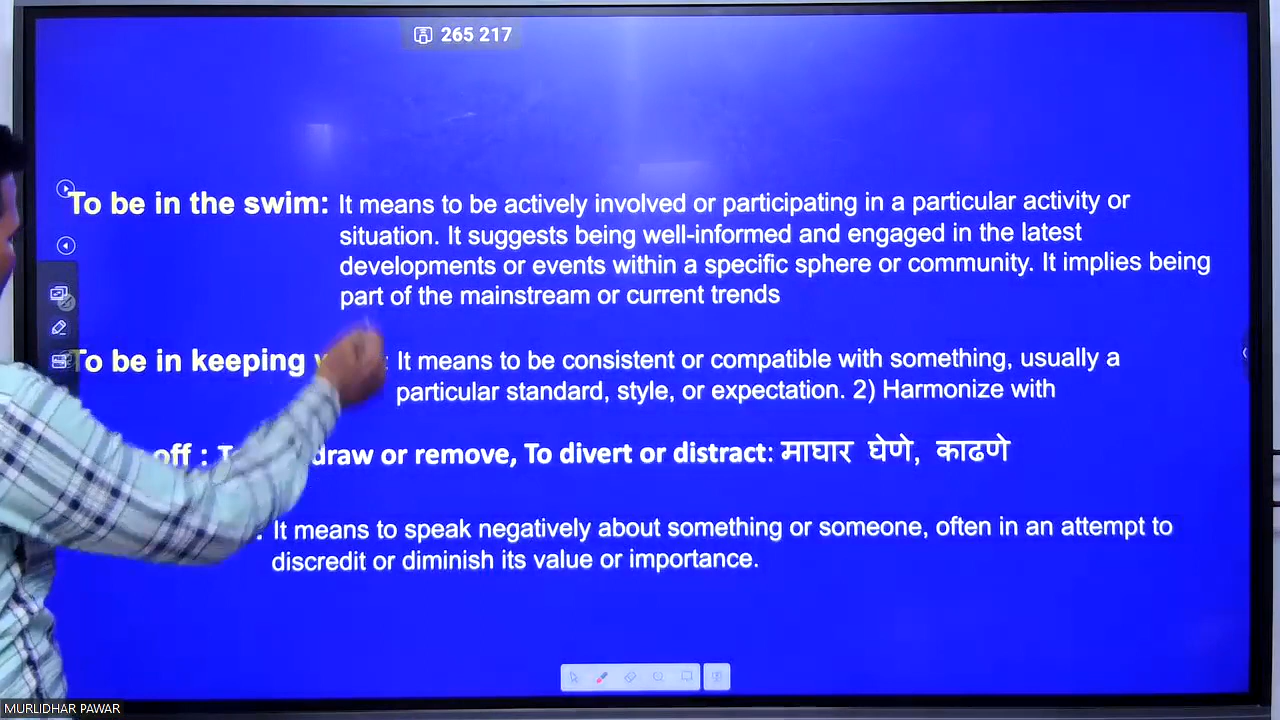 265 217
To be in the swim: It means to be actively involved or participating in a particular activity or
situation. It suggests being well-informed and engaged in the latest
developments or events within a specific sphere or community. It implies being
part of the mainstream or current trends
To be in keeping : It means to be consistent or compatible with something, usually a
particular standard, style, or expectation. 2) Harmonize with
off : draw or remove, To divert or distract: माघार घेणे, काढणे
: It means to speak negatively about something or someone, often in an attempt to
discredit or diminish its value or importance.
MURLIDHAR PAWAR